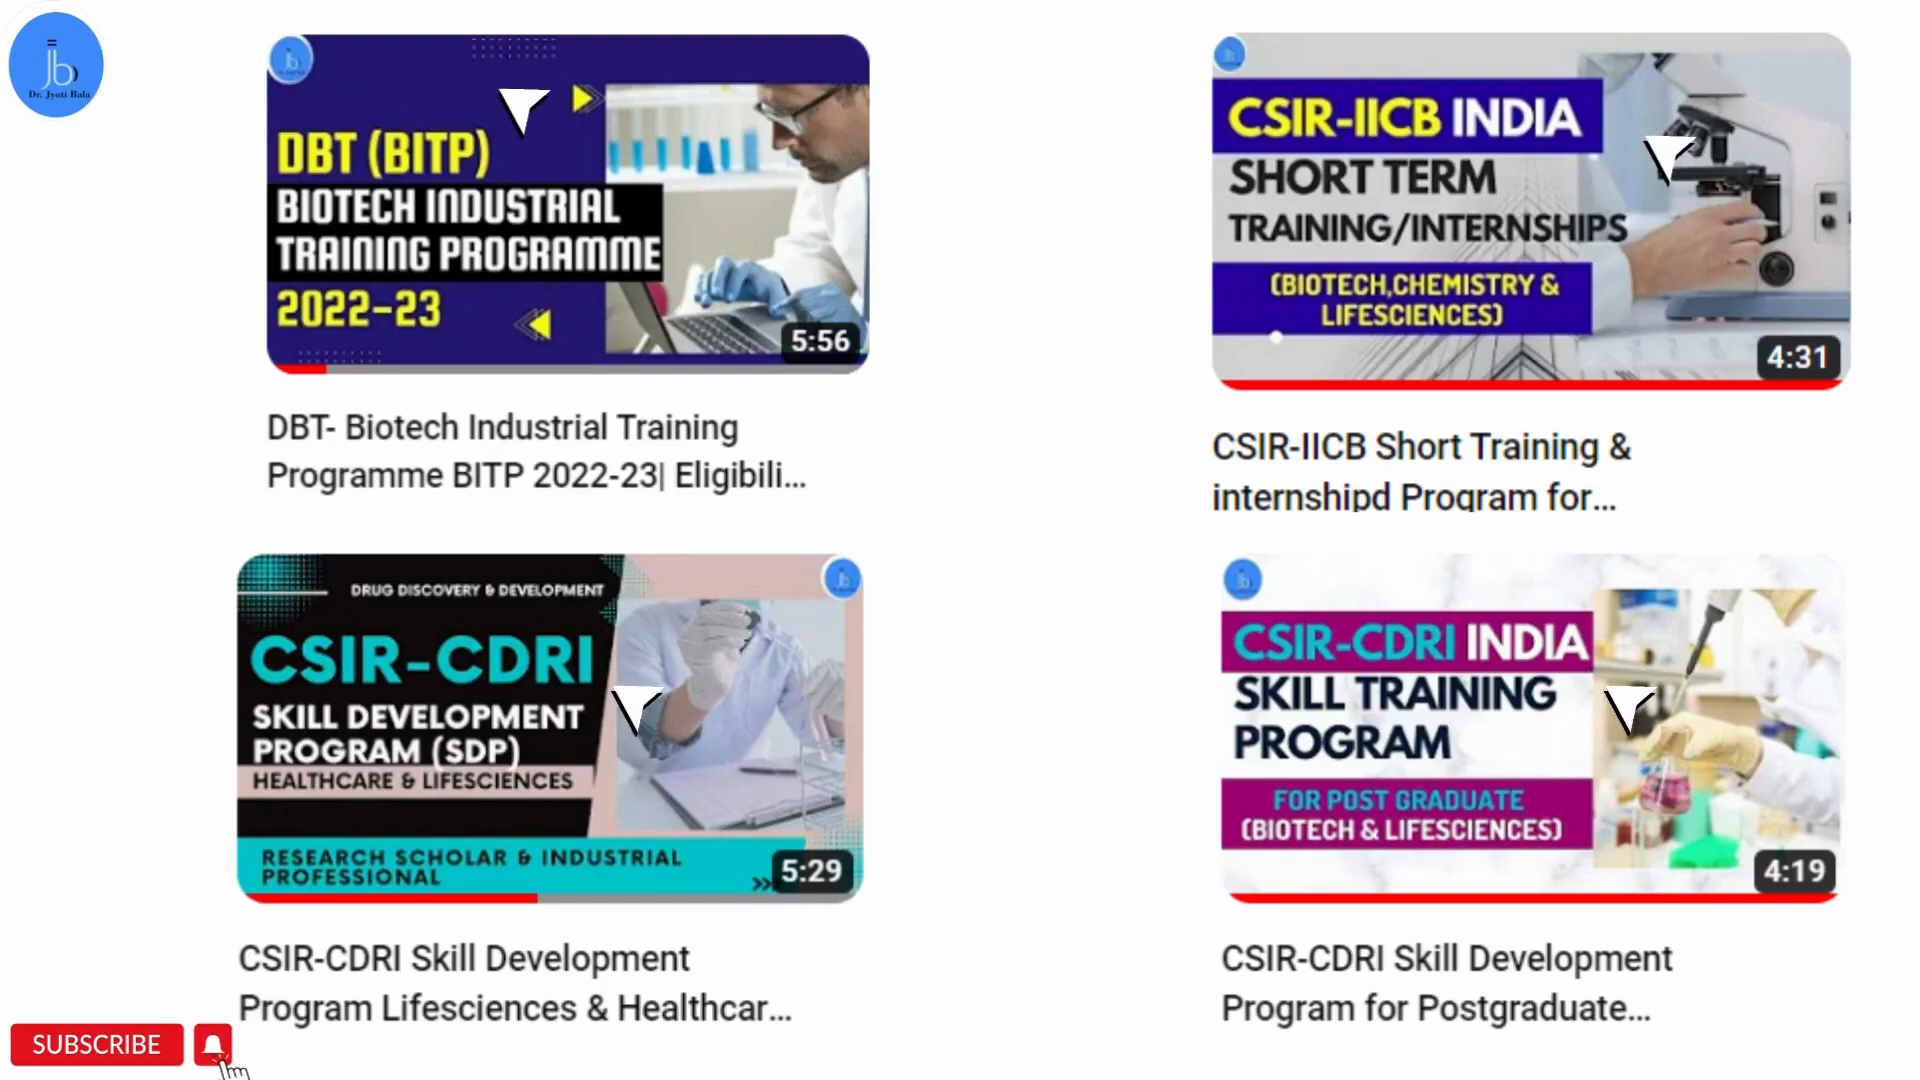 Dr. Jyoti Bala
DBT (BITP)
BIOTECH INDUSTRIAL
TRAINING PROGRAMME
2022-23
5:56
DBT- Biotech Industrial Training
Programme BITP 2022-23| Eligibili...
CSIR-IICB INDIA
SHORT TERM
TRAINING/INTERNSHIPS
(BIOTECH,CHEMISTRY &
LIFESCIENCES)
4:31
CSIR-IICB Short Training &
internshipd Program for...
DRUG DISCOVERY & DEVELOPMENT
CSIR-CDRI
SKILL DEVELOPMENT
PROGRAM (SDP)
HEALTHCARE & LIFESCIENCES
RESEARCH SCHOLAR & INDUSTRIAL
PROFESSIONAL
5:29
CSIR-CDRI Skill Development
Program Lifesciences & Healthcar...
CSIR-CDRI INDIA
SKILL TRAINING
PROGRAM
FOR POST GRADUATE
(BIOTECH & LIFESCIENCES)
4:19
CSIR-CDRI Skill Development
Program for Postgraduate...
SUBSCRIBE